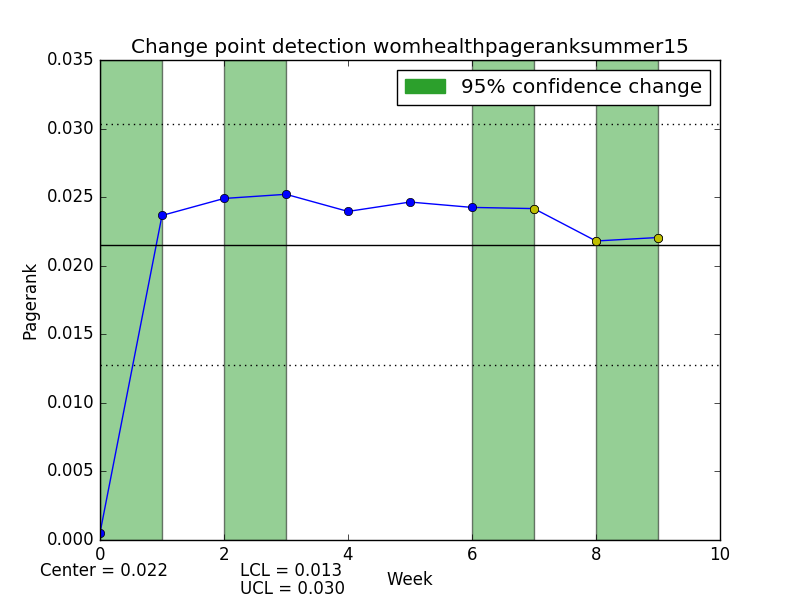 Change point detection womhealthpageranksummer15
95% confidence change
0.035
0.030
0.025
0.020
0.015
0.010
0.005
0.000
Pagerank
0 2 4 6 8 10
Center = 0.022
LCL = 0.013
Week
UCL = 0.030